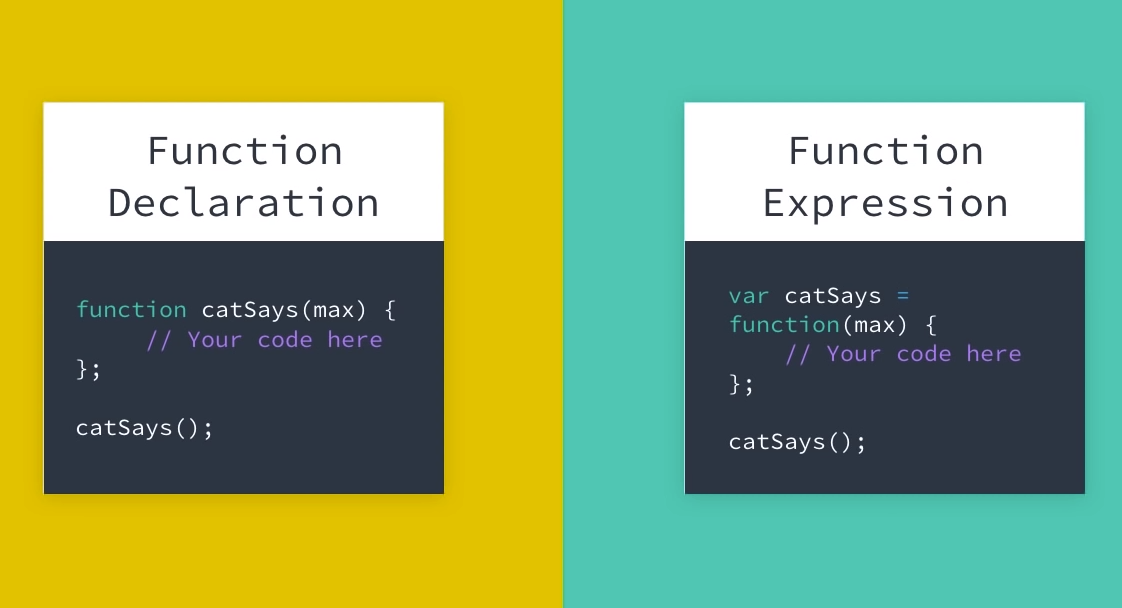 Function
Declaration
function catSays(max) {
// Your code here
};
catSays();
Function
Expression
var catSays =
function(max) {
// Your code here
};
catSays();